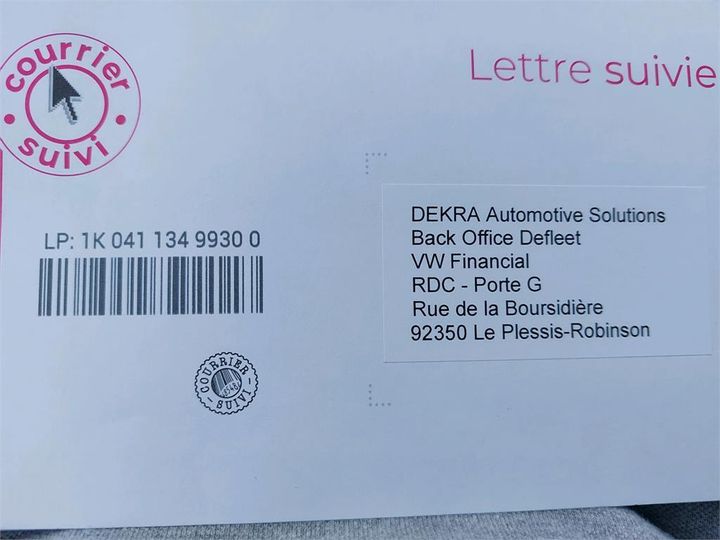 courrier
suivi
Lettre suivie
LP: 1K 041 134 9930 0
DEKRA Automotive Solutions
Back Office Defleet
VW Financial
RDC - Porte G
Rue de la Boursidière
92350 Le Plessis-Robinson
COURRIER
SUIVI